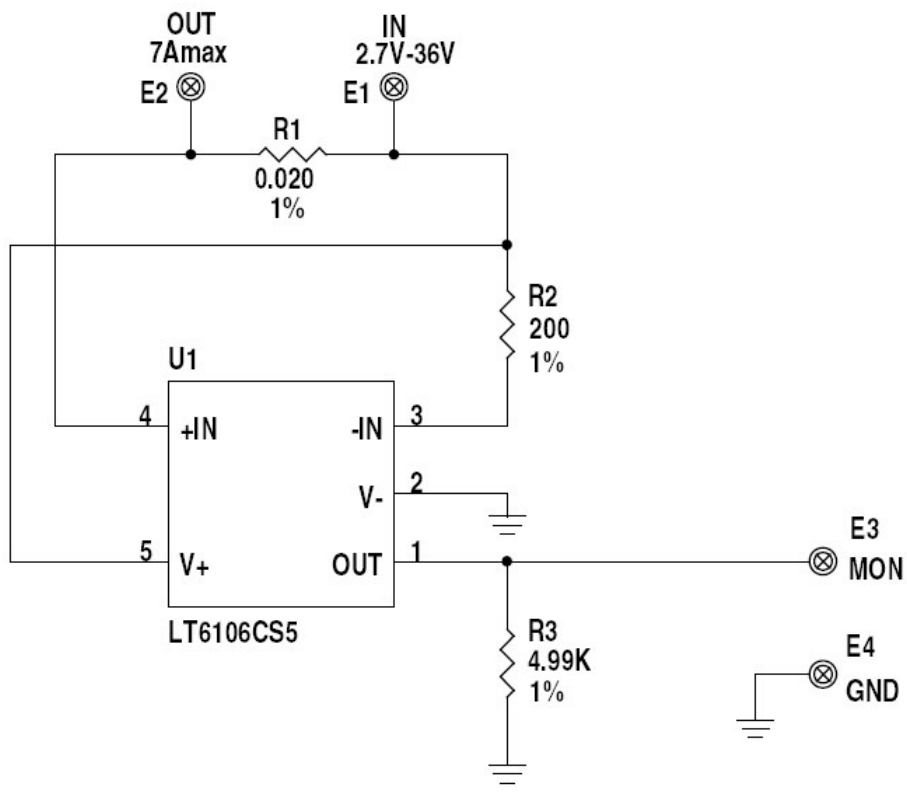 OUT
7Amax
IN
2.7V-36V
E2
E1
R1
0.020
1%
R2
200
1%
U1
4
+IN
-IN
3
V-
2
5
V+
OUT
1
LT6106CS5
E3
MON
R3
4.99K
1%
E4
GND